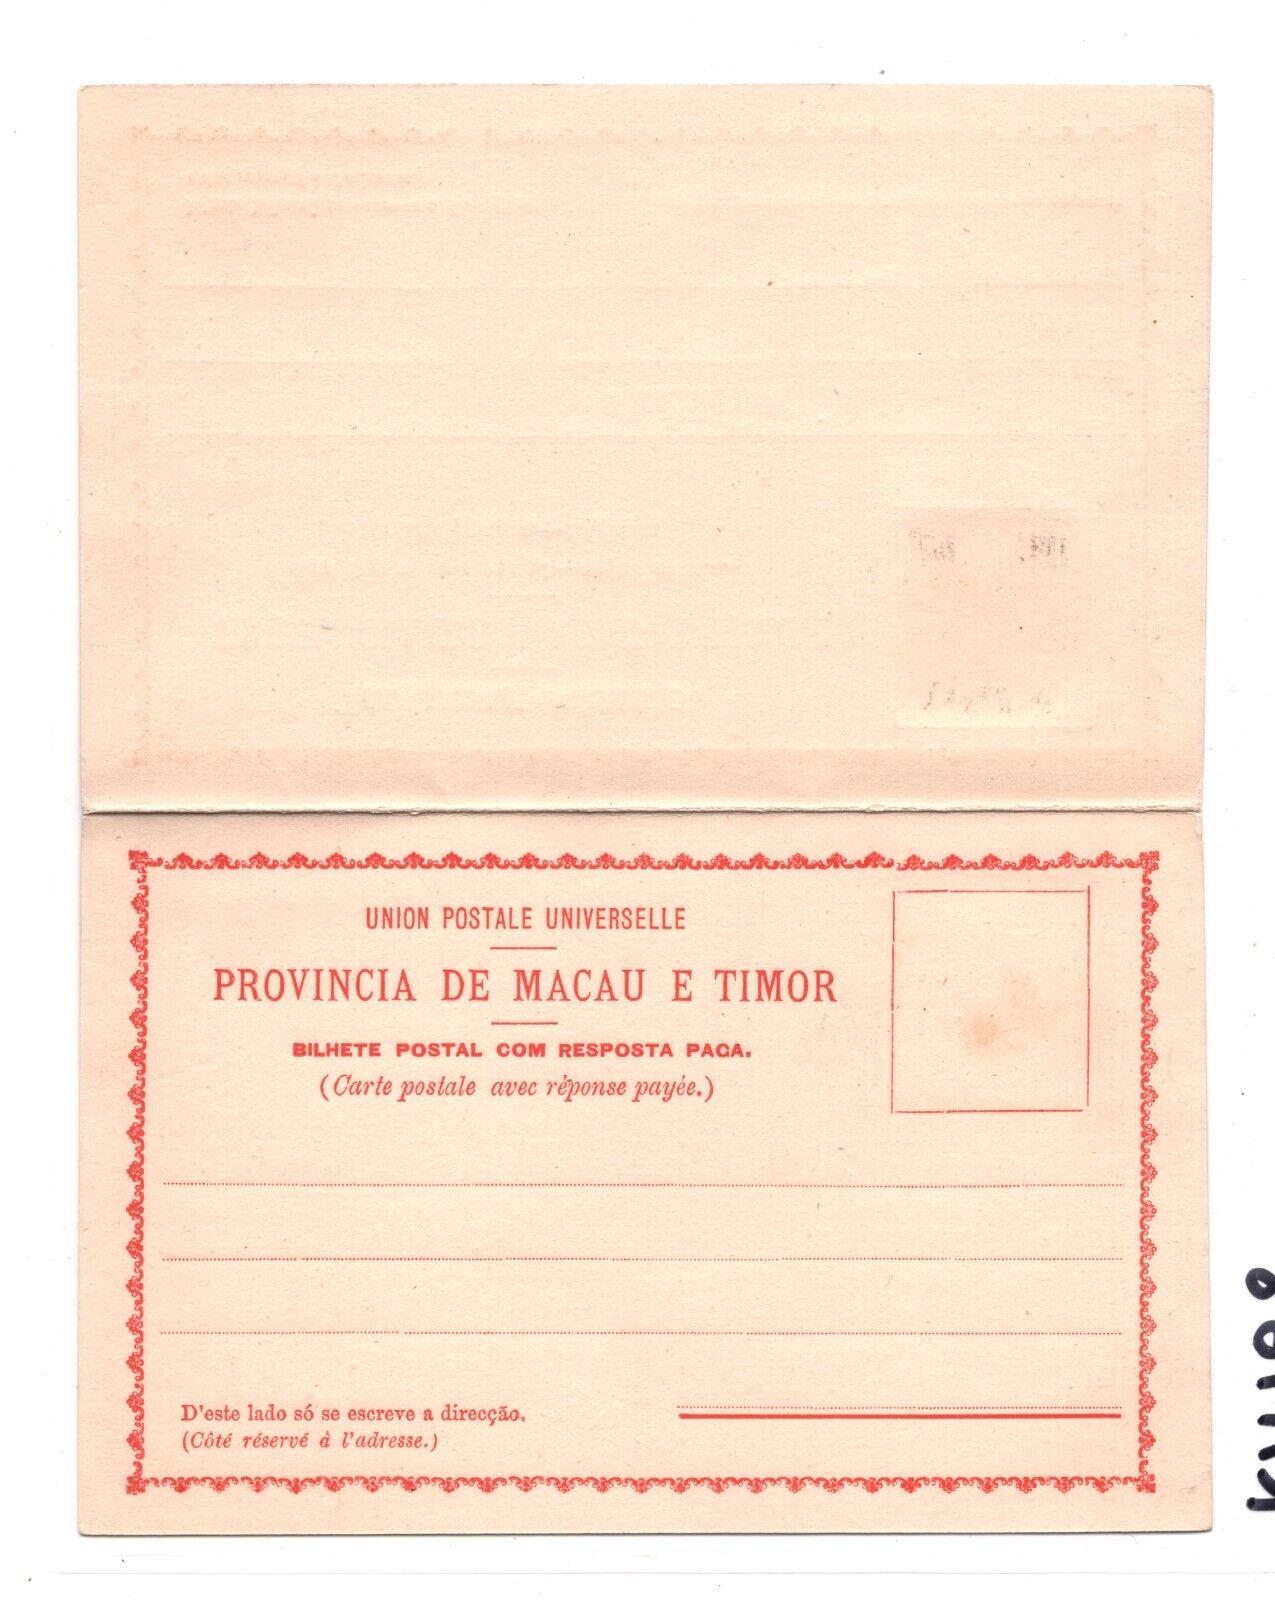 UNION POSTALE UNIVERSELLE
PROVINCIA DE MACAU E TIMOR
BILHETE POSTAL COM RESPOSTA PAGA.
(Carte postale avec réponse payée.)
D'este lado só se escreve a direcção.
(Côté réservé à l'adresse.)